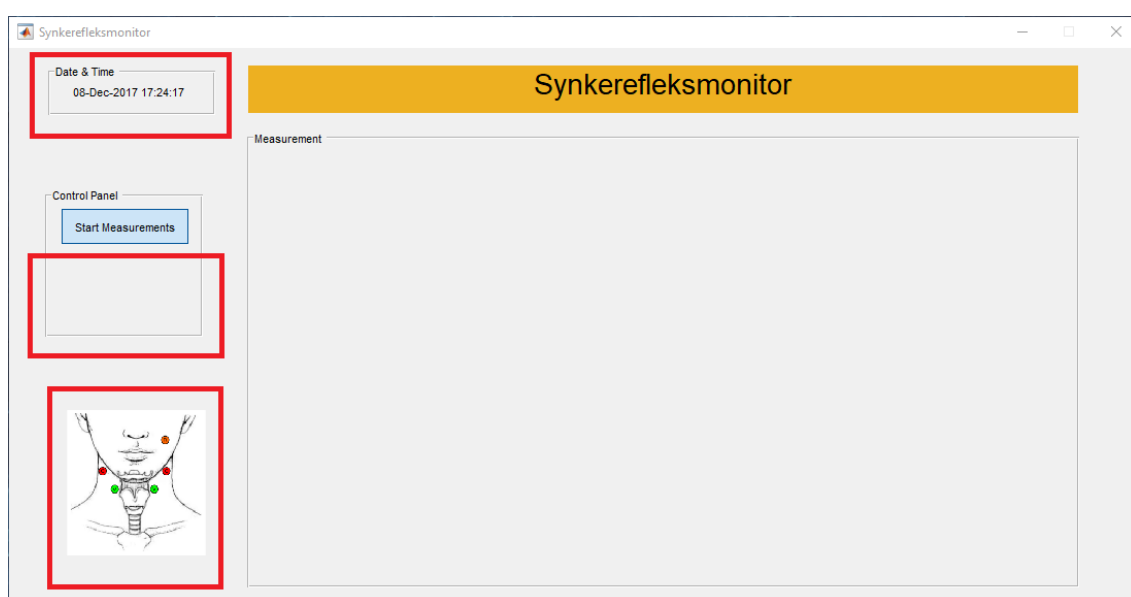 Synkerefleksmonitor
Date & Time
08-Dec-2017 17:24:17
Synkerefleksmonitor
Measurement
Control Panel
Start Measurements